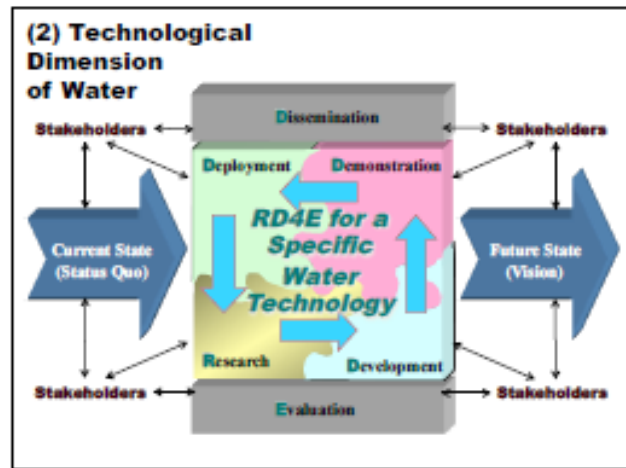 (2) Technological
Dimension
of Water
Dissemination
Stakeholders
Stakeholders
Deployment
Demonstration
RD4E for a
Specific
Water
Technology
Current State
(Status Quo)
Future State
(Vision)
Research
Development
Stakeholders
Stakeholders
Evaluation